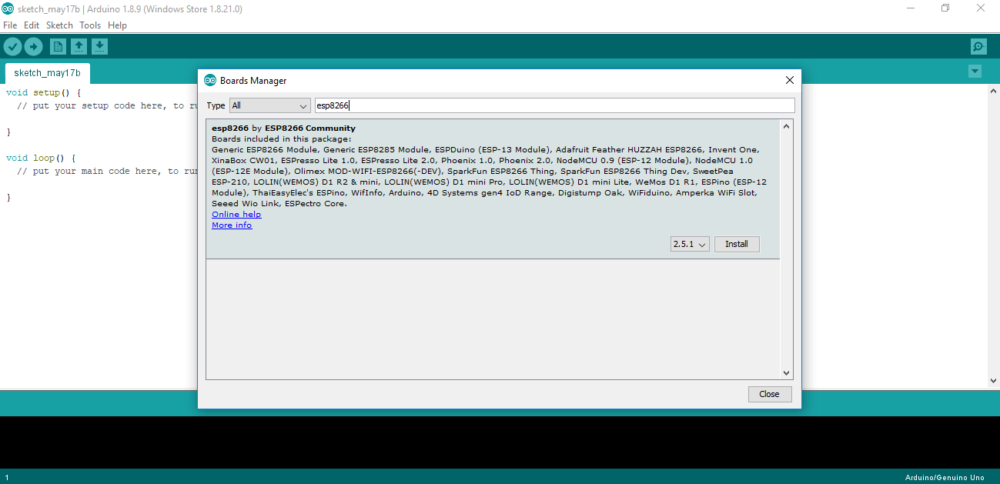 sketch_may17b | Arduino 1.8.9 (Windows Store 1.8.21.0)
File Edit Sketch Tools Help
sketch_may17b
void setup() {
// put your setup code here, to
}
void loop() {
// put your main code here, to
}
Boards Manager
Type All esp8266
esp8266 by ESP8266 Community
Boards included in this package:
Generic ESP8266 Module, Generic ESP8285 Module, ESPDuino (ESP-13 Module), Adafruit Feather HUZZAH ESP8266, Invent One,
XinaBox CW01, ESPresso Lite 1.0, ESPresso Lite 2.0, Phoenix 1.0, Phoenix 2.0, NodeMCU 0.9 (ESP-12 Module), NodeMCU 1.0
(ESP-12E Module), Olimex MOD-WIFI-ESP8266(-DEV), SparkFun ESP8266 Thing, SparkFun ESP8266 Thing Dev, SweetPea
ESP-210, LOLIN(WEMOS) D1 R2 & mini, LOLIN(WEMOS) D1 mini Pro, LOLIN(WEMOS) D1 mini Lite, WeMos D1 R1, ESPino (ESP-12
Module), ThaiEasyElec's ESPino, WifInfo, Arduino, 4D Systems gen4 IoD Range, Digistump Oak, WiFiduino, Amperka WiFi Slot,
Seeed Wio Link, ESPectro Core.
Online help
More info
2.5.1 Install
Close
1 Arduino/Genuino Uno